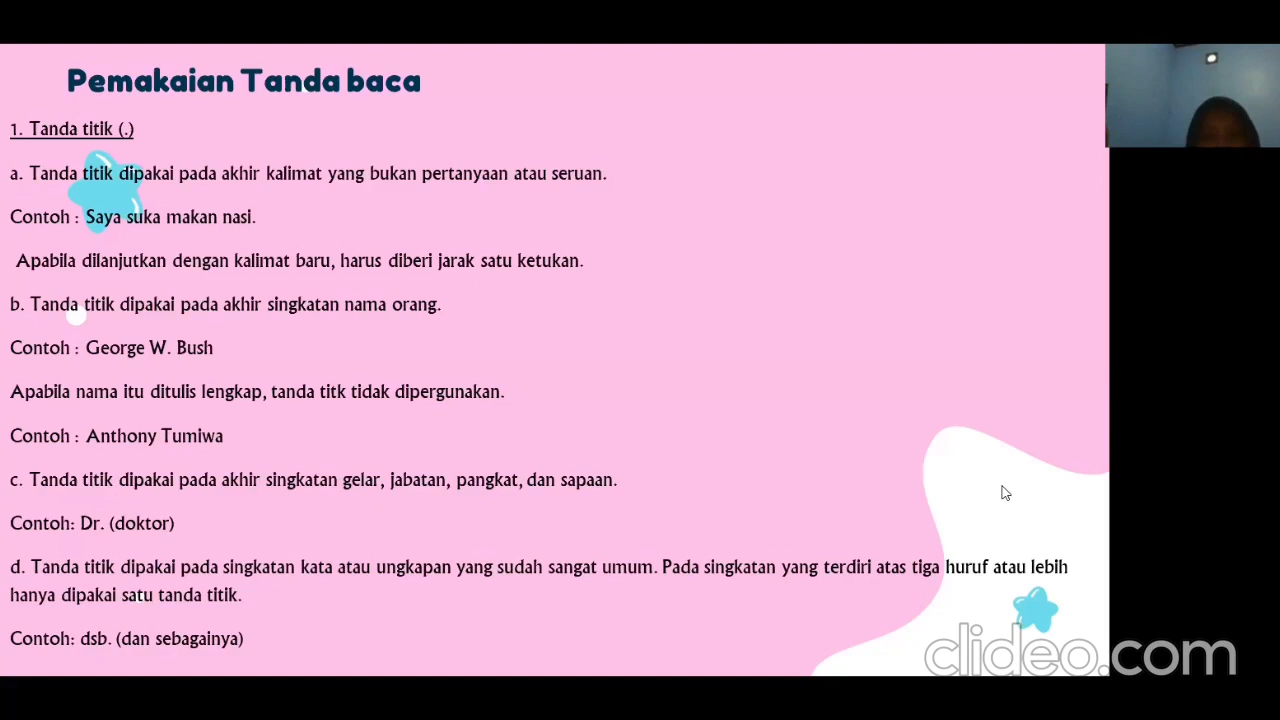 Pemakaian Tanda baca
1. Tanda titik (.)
a. Tanda titik dipakai pada akhir kalimat yang bukan pertanyaan atau seruan.
Contoh : Saya suka makan nasi.
Apabila dilanjutkan dengan kalimat baru, harus diberi jarak satu ketukan.
b. Tanda titik dipakai pada akhir singkatan nama orang.
Contoh : George W. Bush
Apabila nama itu ditulis lengkap, tanda titk tidak dipergunakan.
Contoh : Anthony Tumiwa
c. Tanda titik dipakai pada akhir singkatan gelar, jabatan, pangkat, dan sapaan.
Contoh: Dr. (doktor)
d. Tanda titik dipakai pada singkatan kata atau ungkapan yang sudah sangat umum. Pada singkatan yang terdiri atas tiga huruf atau lebih
hanya dipakai satu tanda titik.
Contoh: dsb. (dan sebagainya)
clideo.com